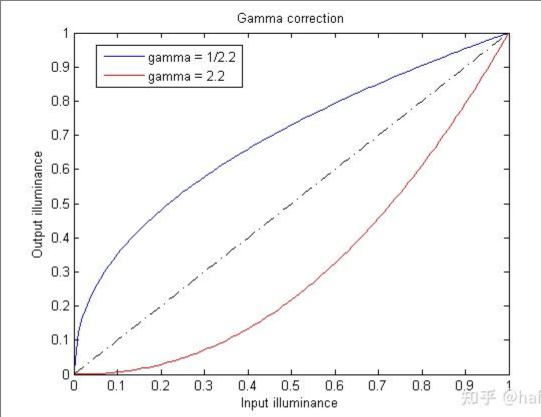 Gamma correction
gamma = 1/2.2
gamma = 2.2
Output illuminance
1
0.9
0.8
0.7
0.6
0.5
0.4
0.3
0.2
0.1
0
0 0.1 0.2 0.3 0.4 0.5 0.6 0.7 0.8 0.9 1
Input illuminance
知乎 @hai